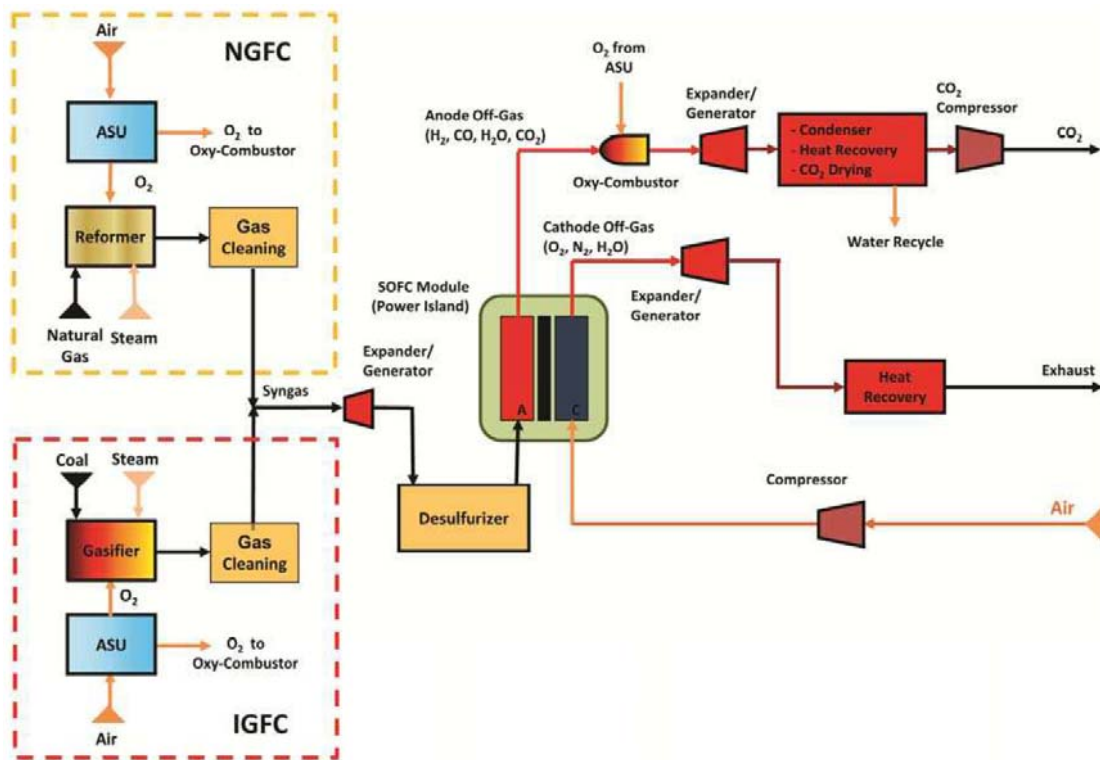 Air
NGFC
ASU
O₂ to
Oxy-Combustor
O₂
Reformer
Gas
Cleaning
Natural
Gas
Steam
Syngas
Expander/
Generator
Coal
Steam
Gasifier
Gas
Cleaning
O₂
ASU
O₂ to
Oxy-Combustor
Air
IGFC
Desulfurizer
SOFC Module
(Power Island)
A
C
Anode Off-Gas
(H₂, CO, H₂O, CO₂)
O₂ from
ASU
Oxy-Combustor
Expander/
Generator
- Condenser
- Heat Recovery
- CO₂ Drying
CO₂
Compressor
CO₂
Water Recycle
Cathode Off-Gas
(O₂, N₂, H₂O)
Expander/
Generator
Heat
Recovery
Exhaust
Compressor
Air